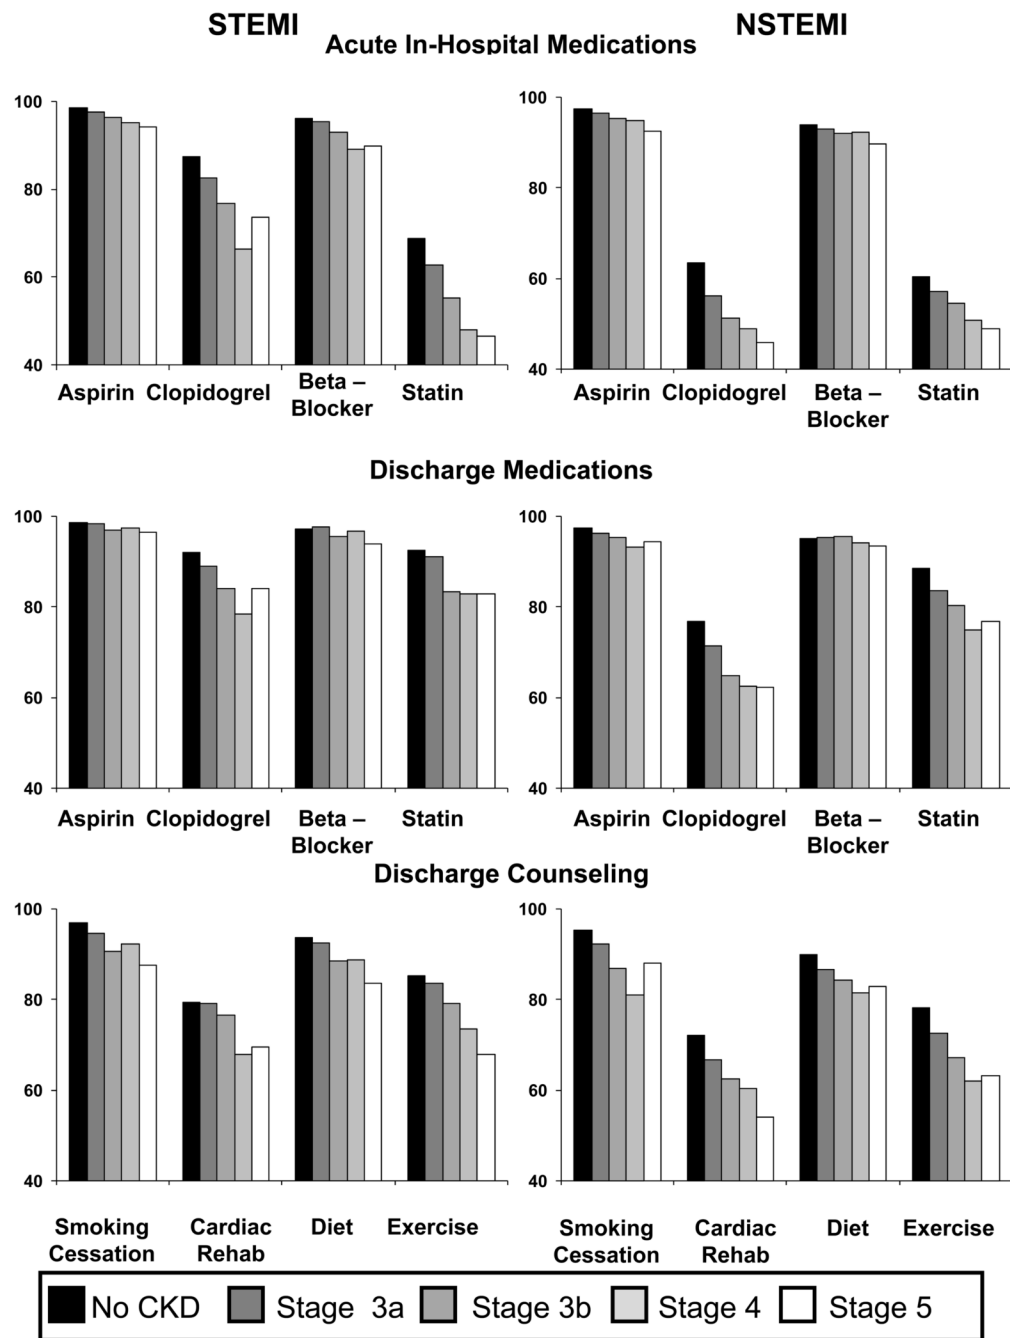 STEMI NSTEMI
Acute In-Hospital Medications
100 100
80 80
60 60
40 40
Aspirin Clopidogrel Beta – Blocker Statin Aspirin Clopidogrel Beta – Blocker Statin
Discharge Medications
100 100
80 80
60 60
40 40
Aspirin Clopidogrel Beta – Blocker Statin Aspirin Clopidogrel Beta – Blocker Statin
Discharge Counseling
100 100
80 80
60 60
40 40
Smoking Cessation Cardiac Rehab Diet Exercise Smoking Cessation Cardiac Rehab Diet Exercise
No CKD Stage 3a Stage 3b Stage 4 Stage 5